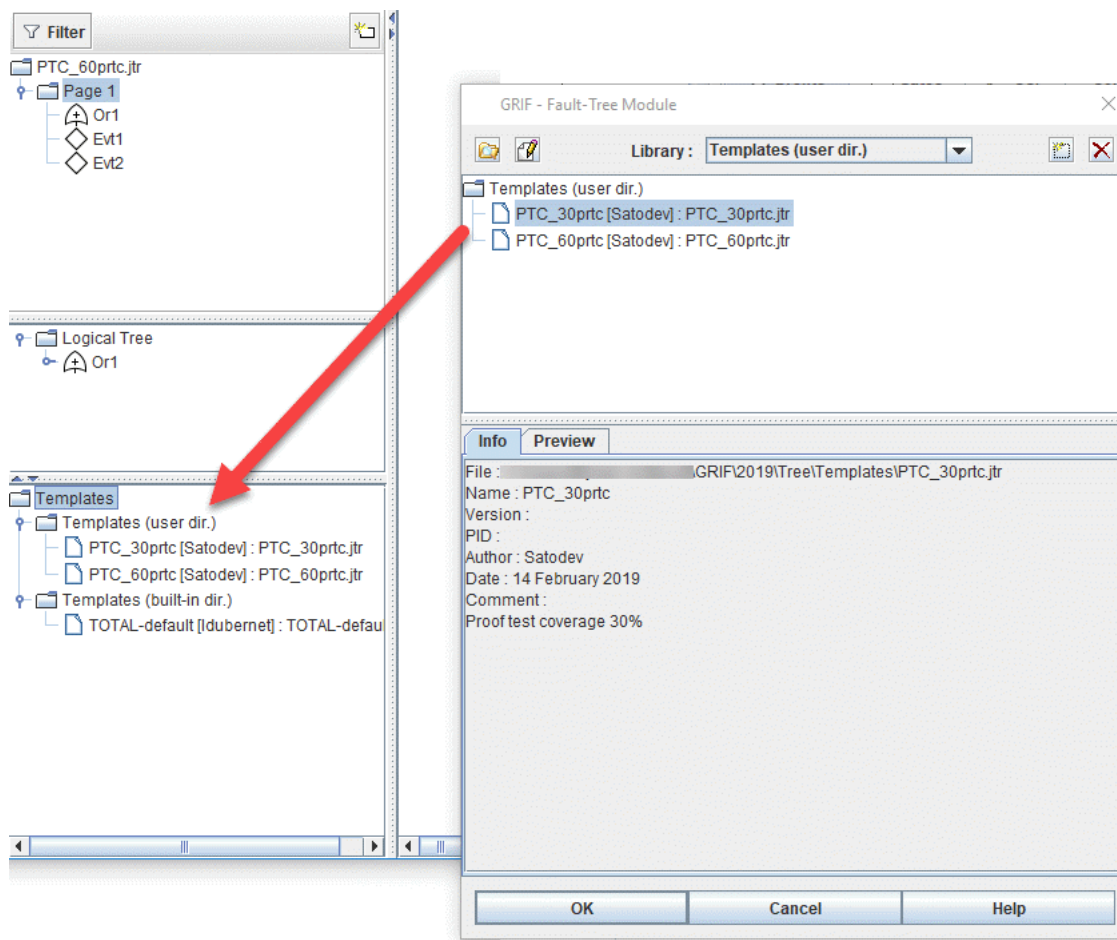 Filter
PTC_60prtc.jtr
Page 1
Or1
Evt1
Evt2
Logical Tree
Or1
Templates
Templates (user dir.)
PTC_30prtc [Satodev] : PTC_30prtc.jtr
PTC_60prtc [Satodev] : PTC_60prtc.jtr
Templates (built-in dir.)
TOTAL-default [ldubernet] : TOTAL-defau
GRIF - Fault-Tree Module
Library : Templates (user dir.)
Templates (user dir.)
PTC_30prtc [Satodev] : PTC_30prtc.jtr
PTC_60prtc [Satodev] : PTC_60prtc.jtr
Info Preview
File : \GRIF\2019\Tree\Templates\PTC_30prtc.jtr
Name : PTC_30prtc
Version :
PID :
Author : Satodev
Date : 14 February 2019
Comment :
Proof test coverage 30%
OK Cancel Help